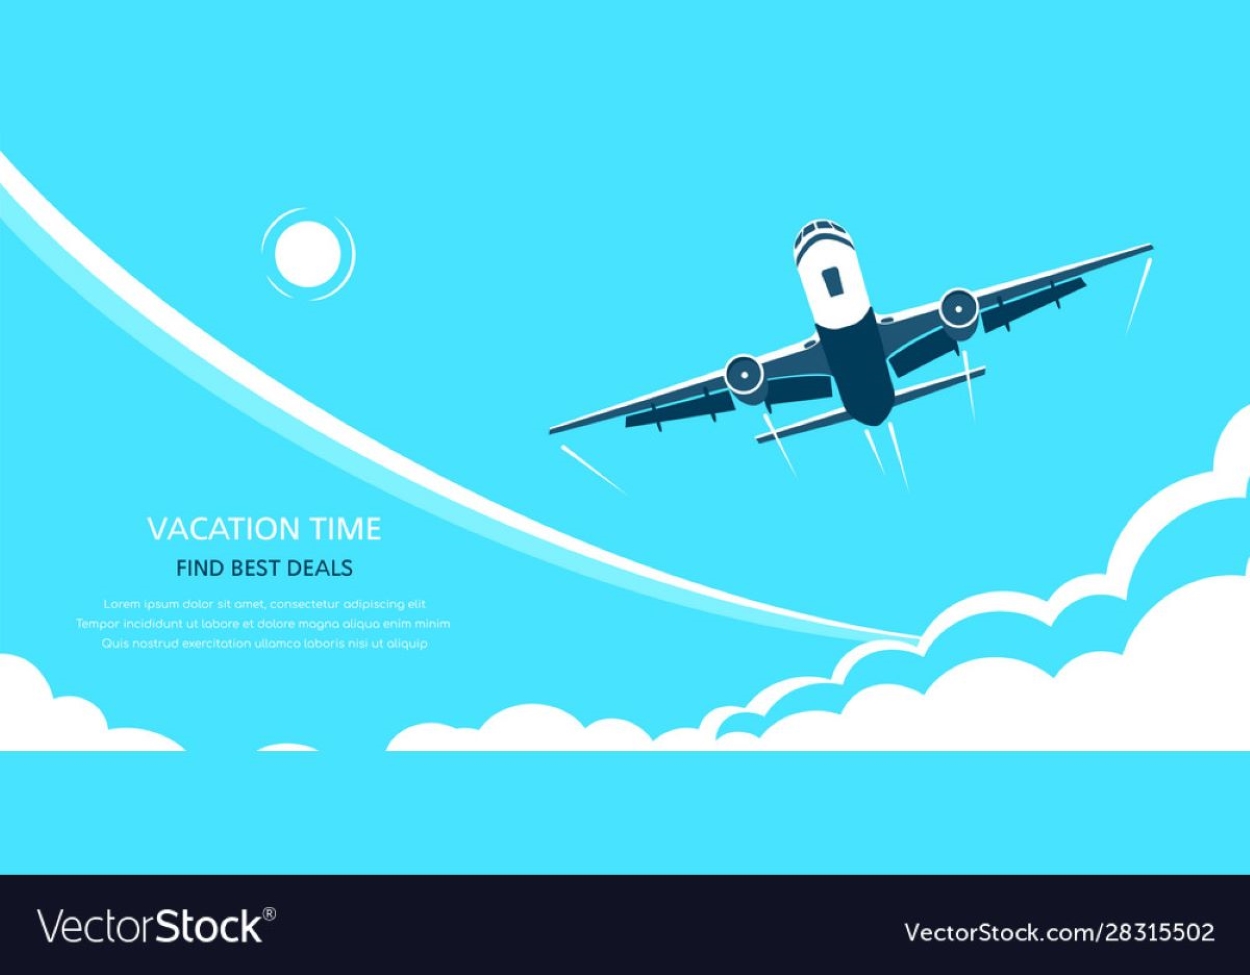 VACATION TIME
FIND BEST DEALS
Lorem ipsum dolor sit amet, consectetur adipiscing elit
Tempor incididunt ut labore et dolore magna aliqua enim minim
Quis nostrud exercitation ullamco laboris nisi ut aliquip
VectorStock®
VectorStock.com/28315502